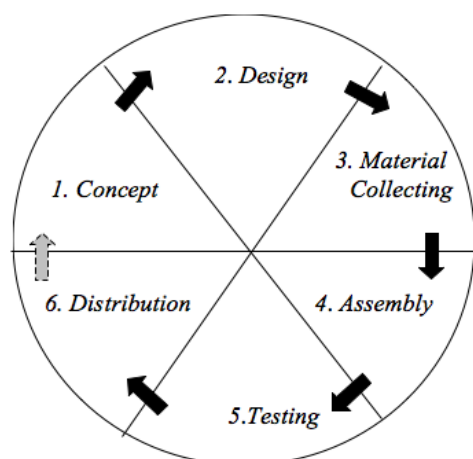 1. Concept
2. Design
3. Material
Collecting
4. Assembly
5.Testing
6. Distribution